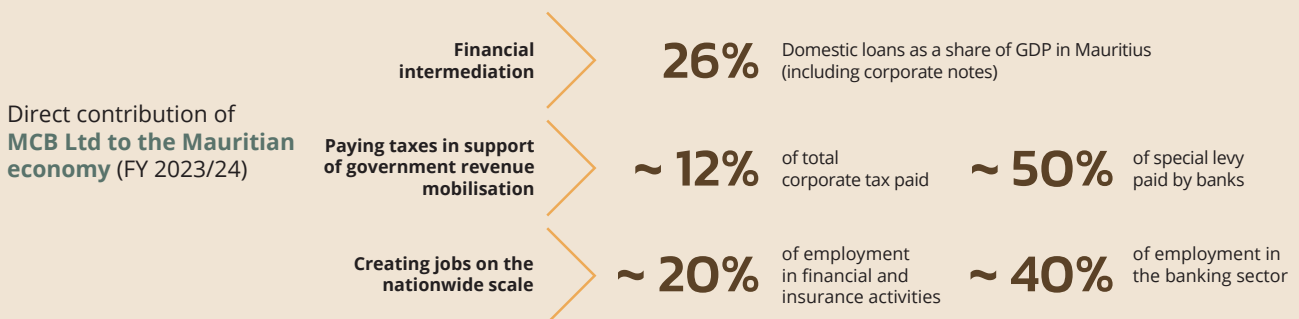 Direct contribution of
MCB Ltd to the Mauritian
economy (FY 2023/24)
Financial
intermediation
26%
Domestic loans as a share of GDP in Mauritius
(including corporate notes)
Paying taxes in support
of government revenue
mobilisation
~ 12%
of total
corporate tax paid
~ 50%
of special levy
paid by banks
Creating jobs on the
nationwide scale
~ 20%
of employment
in financial and
insurance activities
~ 40%
of employment in
the banking sector